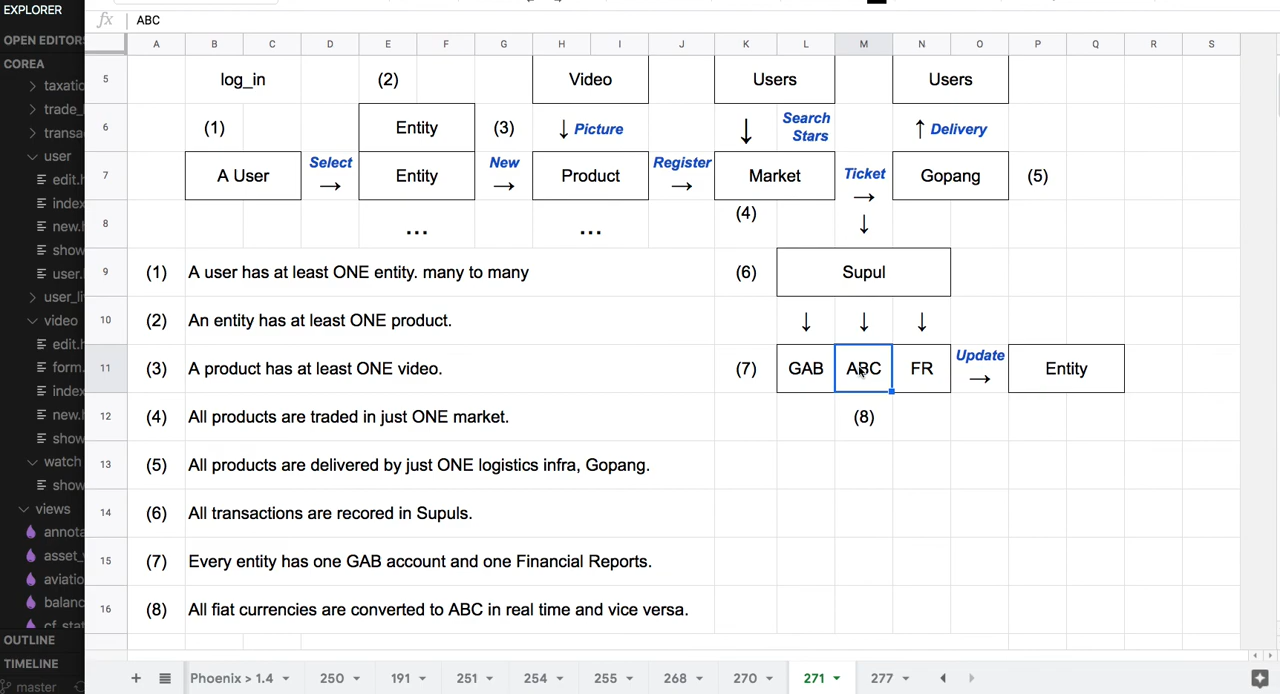 EXPLORER
fx ABC
OPEN EDITORS
A B C D E F G H I J K L M N O P Q R S
COREA
5 log_in (2) Video Users Users
6 (1) Entity (3) ↓ Picture ↓ Search Stars ↑ Delivery
7 A User Select → Entity New → Product Register → Market Ticket → Gopang (5)
8 ... ... (4) ↓
9 (1) A user has at least ONE entity. many to many (6) Supul
10 (2) An entity has at least ONE product. ↓ ↓ ↓
11 (3) A product has at least ONE video. (7) GAB ABC FR Update → Entity
12 (4) All products are traded in just ONE market. (8)
13 (5) All products are delivered by just ONE logistics infra, Gopang.
14 (6) All transactions are recored in Supuls.
15 (7) Every entity has one GAB account and one Financial Reports.
16 (8) All fiat currencies are converted to ABC in real time and vice versa.
taxatio
trade_
transa
user
edit.h
index
new.
show
user.
user_li
video
edit.h
form.
index
new.h
show
watch
show
views
annota
asset_
aviatio
balanc
cf_stat
OUTLINE
TIMELINE
master
+ Phoenix > 1.4 250 191 251 254 255 268 270 271 277